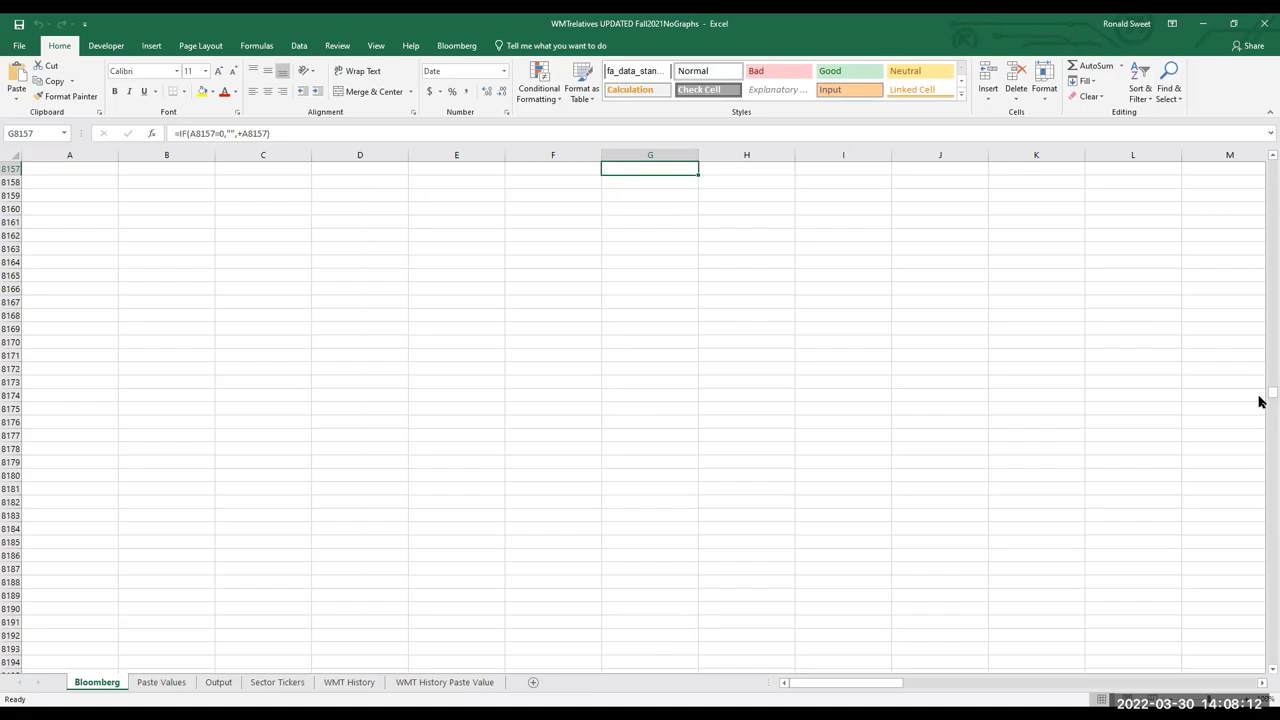 WMTrelatives UPDATED Fall2021NoGraphs - Excel
Ronald Sweet
File Home Developer Insert Page Layout Formulas Data Review View Help Bloomberg Tell me what you want to do Share
Paste Cut Copy Format Painter Clipboard
Calibri 11 A A B I U A Font
Wrap Text Merge & Center Alignment
Date $ % , Number
Conditional Formatting Format as Table
fa_data_stan... Normal Bad Good Neutral
Calculation Check Cell Explanatory ... Input Linked Cell
Styles
Insert Delete Format Cells
AutoSum Fill Clear Sort & Filter Find & Select Editing
G8157 fx =IF(A8157=0,"",+A8157)
A B C D E F G H I J K L M
8157
8158
8159
8160
8161
8162
8163
8164
8165
8166
8167
8168
8169
8170
8171
8172
8173
8174
8175
8176
8177
8178
8179
8180
8181
8182
8183
8184
8185
8186
8187
8188
8189
8190
8191
8192
8193
8194
Bloomberg Paste Values Output Sector Tickers WMT History WMT History Paste Value
Ready
2022-03-30 14:08:12